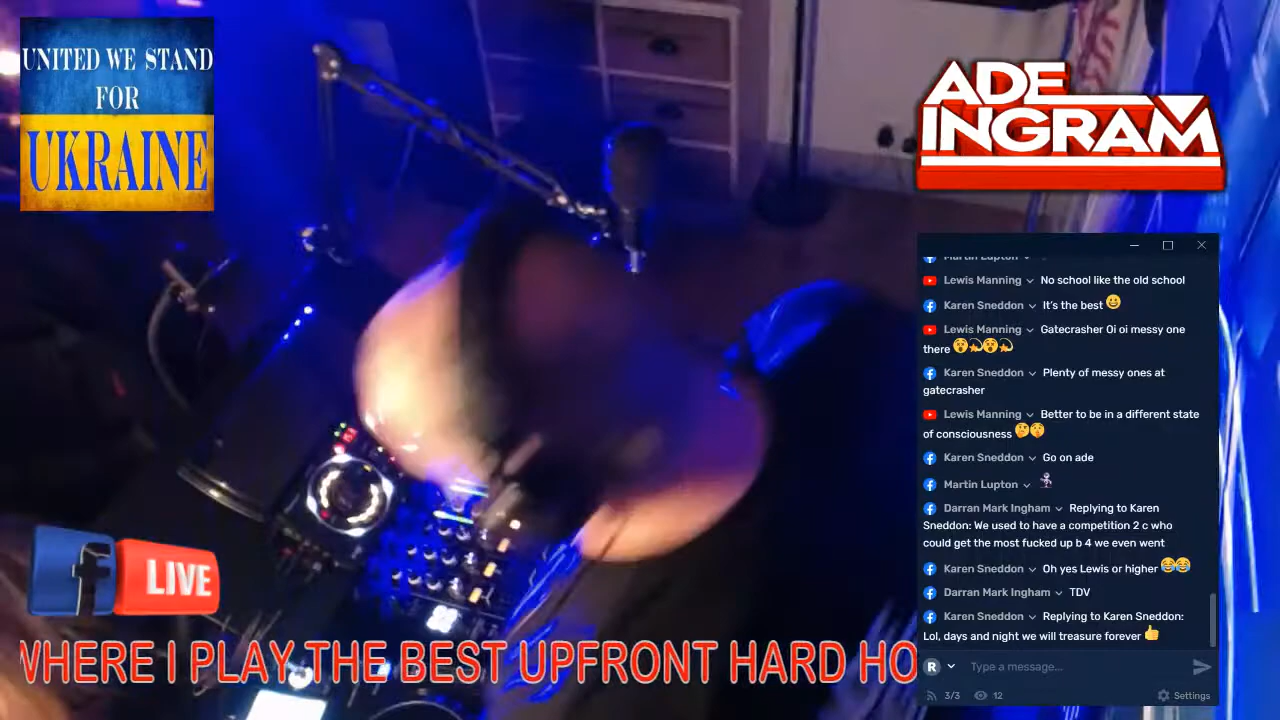 UNITED WE STAND
FOR
UKRAINE
ADE
INGRAM
Lewis Manning No school like the old school
Karen Sneddon It's the best
Lewis Manning Gatecrasher Oi oi messy one
there
Karen Sneddon Plenty of messy ones at
gatecrasher
Lewis Manning Better to be in a different state
of consciousness
Karen Sneddon Go on ade
Martin Lupton
Darran Mark Ingham Replying to Karen
Sneddon: We used to have a competition 2 c who
could get the most fucked up b 4 we even went
Karen Sneddon Oh yes Lewis or higher
Darran Mark Ingham TDV
Karen Sneddon Replying to Karen Sneddon:
Lol, days and night we will treasure forever
R Type a message...
3/3 12 Settings
f LIVE
WHERE I PLAY THE BEST UPFRONT HARD HO